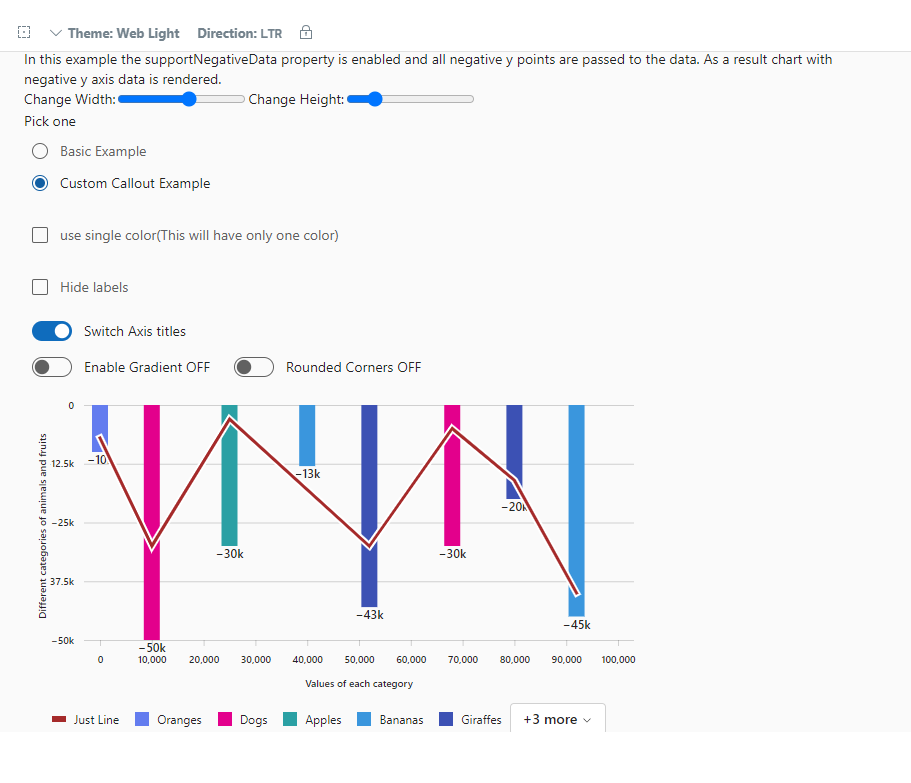 Theme: Web Light Direction: LTR
In this example the supportNegativeData property is enabled and all negative y points are passed to the data. As a result chart with
negative y axis data is rendered.
Change Width: Change Height:
Pick one
Basic Example
Custom Callout Example
use single color(This will have only one color)
Hide labels
Switch Axis titles
Enable Gradient OFF Rounded Corners OFF
Different categories of animals and fruits
0
12.5k
−25k
37.5k
−50k
−10
−50k
−30k
−13k
−43k
−30k
−20k
−45k
0 10,000 20,000 30,000 40,000 50,000 60,000 70,000 80,000 90,000 100,000
Values of each category
Just Line Oranges Dogs Apples Bananas Giraffes +3 more